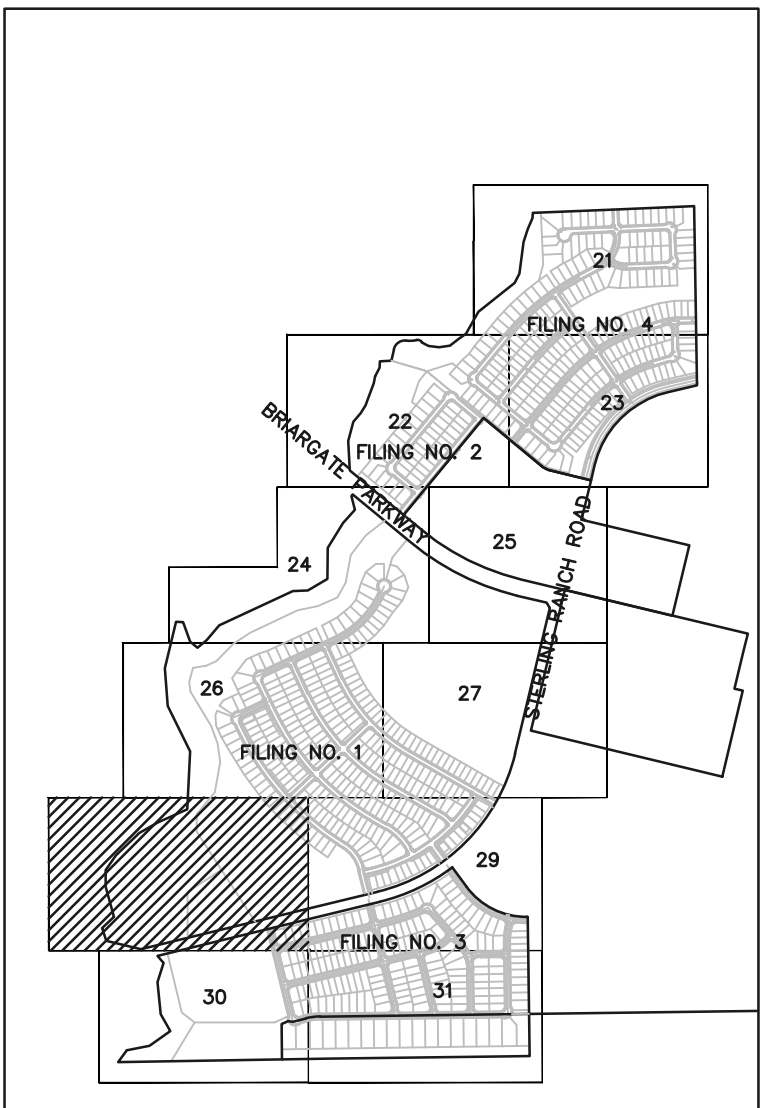 21
FILING NO. 4
23
22
FILING NO. 2
BRIARGATE PARKWAY
25
24
STERLING RANCH ROAD
26
27
FILING NO. 1
29
FILING NO. 3
30
31